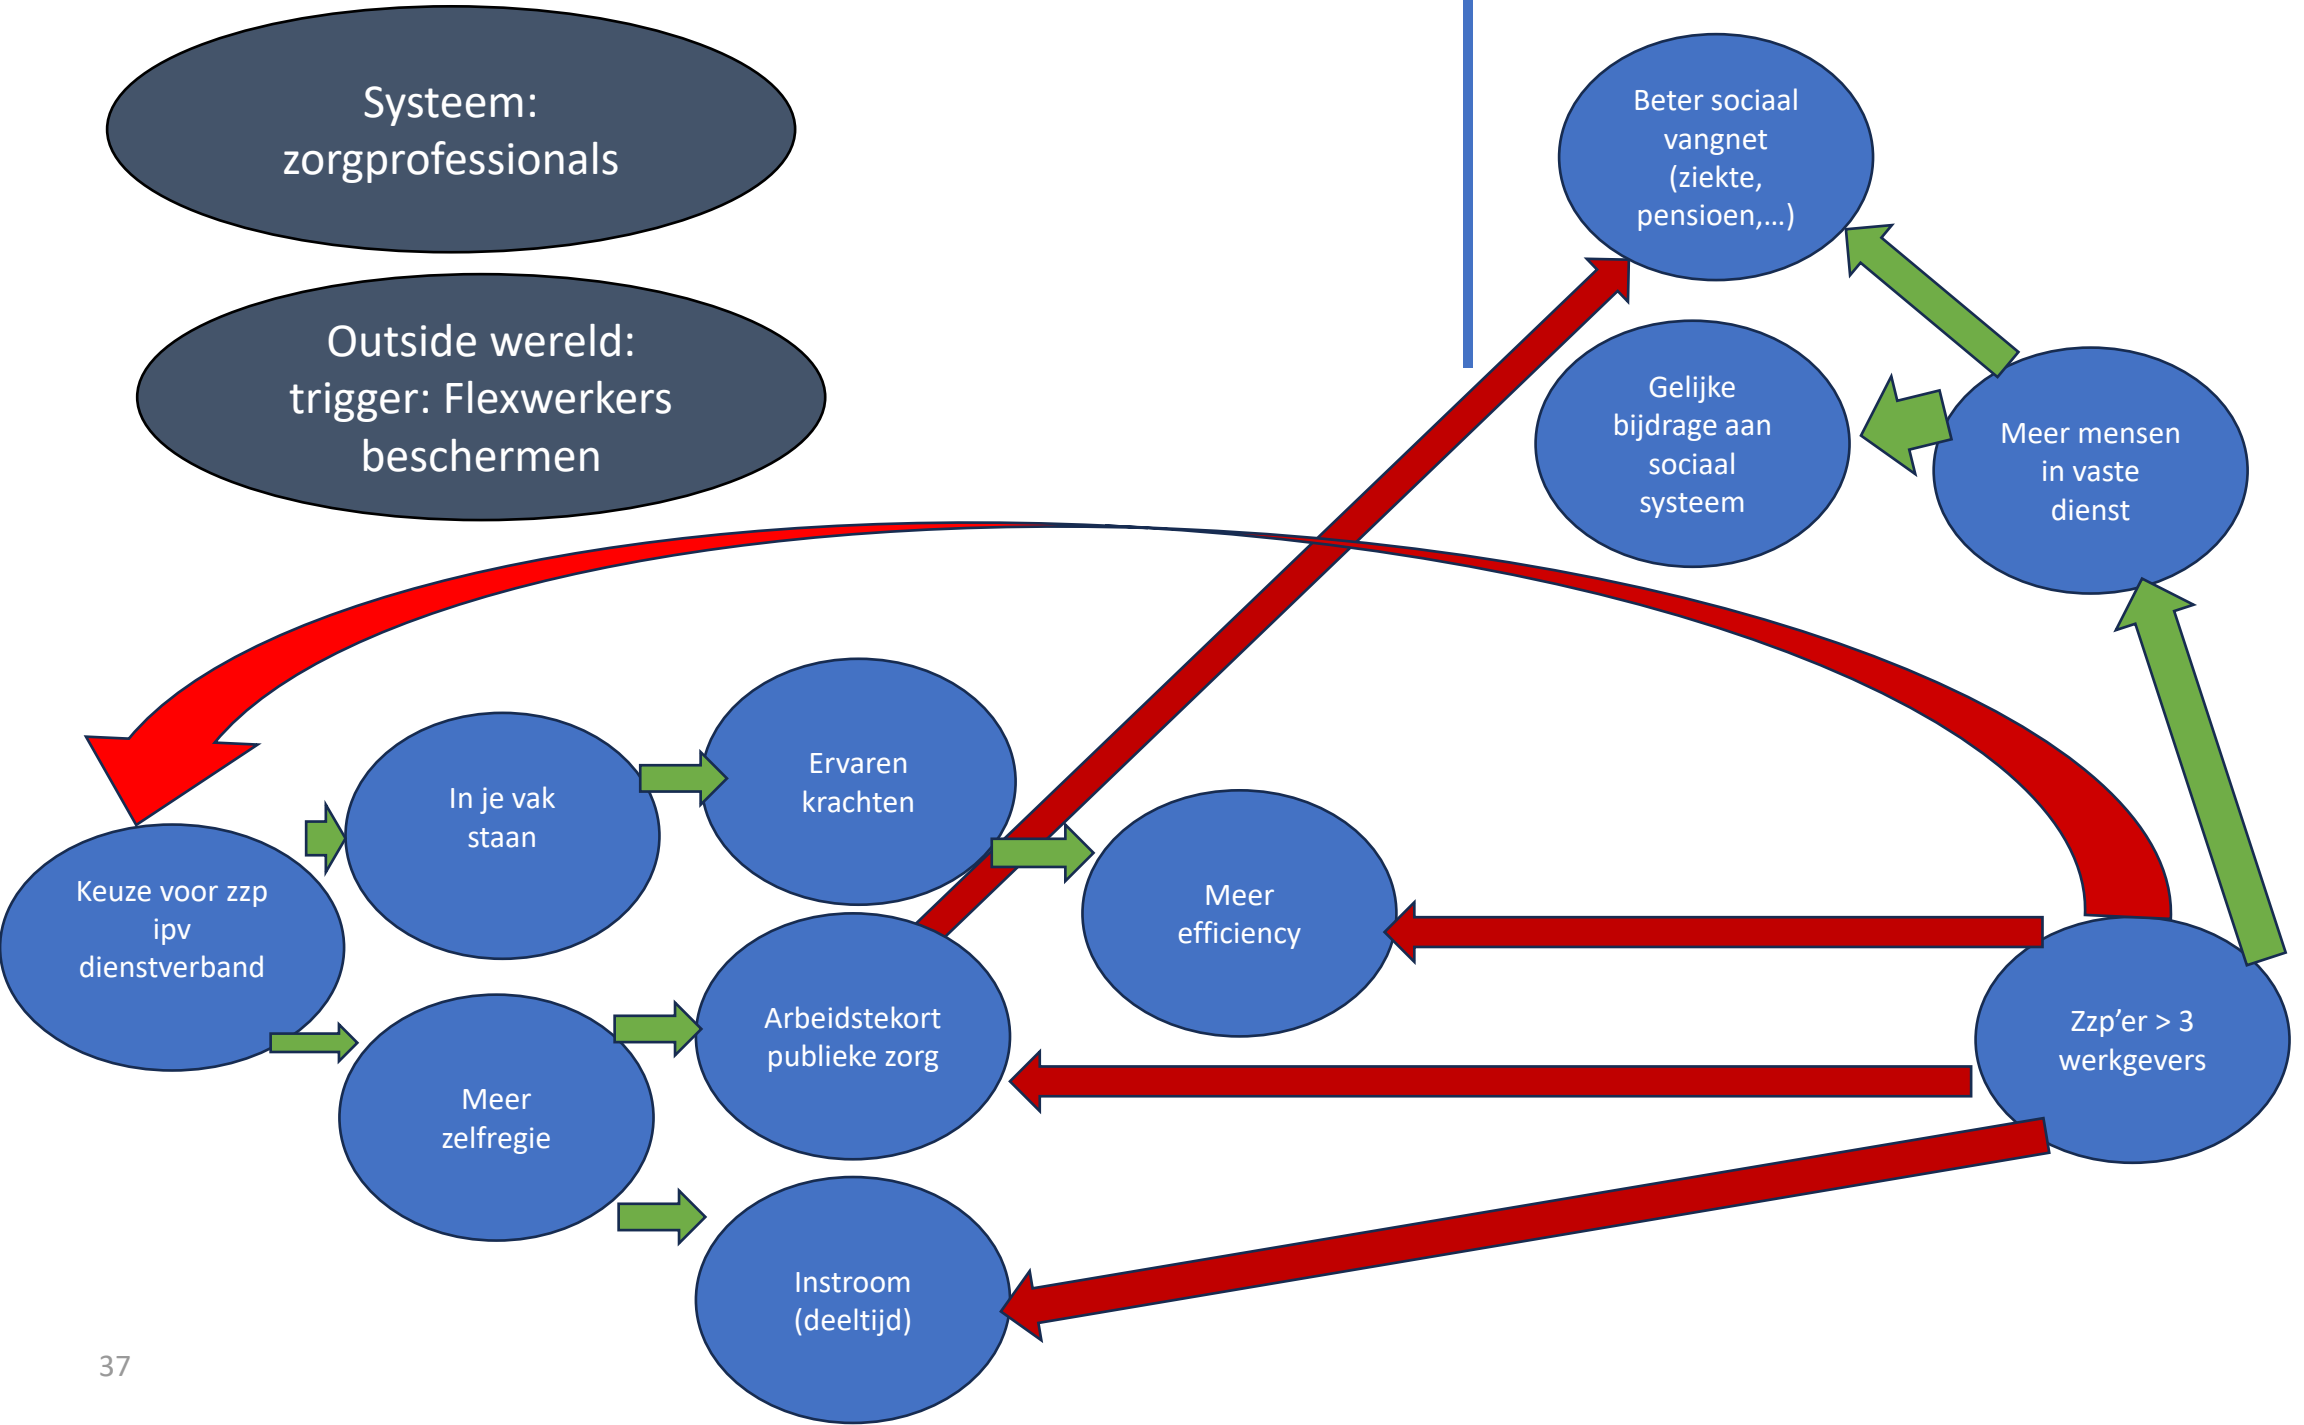 Systeem:
zorgprofessionals
Outside wereld:
trigger: Flexwerkers
beschermen
Beter sociaal
vangnet
(ziekte,
pensioen,...)
Gelijke
bijdrage aan
sociaal
systeem
Meer mensen
in vaste
dienst
Ervaren
krachten
In je vak
staan
Keuze voor zzp
ipv
dienstverband
Meer
efficiency
Arbeidstekort
publieke zorg
Zzp’er > 3
werkgevers
Meer
zelfregie
Instroom
(deeltijd)
37